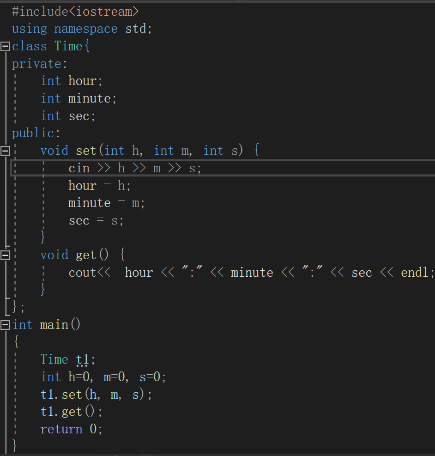 #include<iostream>
using namespace std;
class Time{
private:
int hour;
int minute;
int sec;
public:
void set(int h, int m, int s) {
cin >> h >> m >> s;
hour = h;
minute = m;
sec = s;
}
void get() {
cout<<  hour << ":" << minute << ":" << sec << endl;
}
};
int main()
{
Time t1;
int h=0, m=0, s=0;
t1.set(h, m, s);
t1.get();
return 0;
}